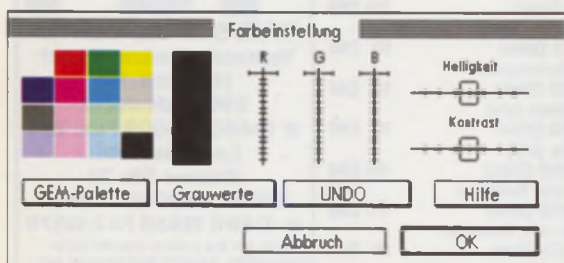 Farbeinstellung
R G B
Helligkeit
Kontrast
GEM-Palette Grauwerte UNDO Hilfe
Abbruch OK